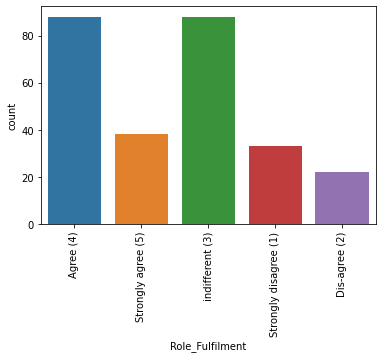 80
60
40
20
0
count
Agree (4)
Strongly agree (5)
indifferent (3)
Strongly disagree (1)
Dis-agree (2)
Role_Fulfilment